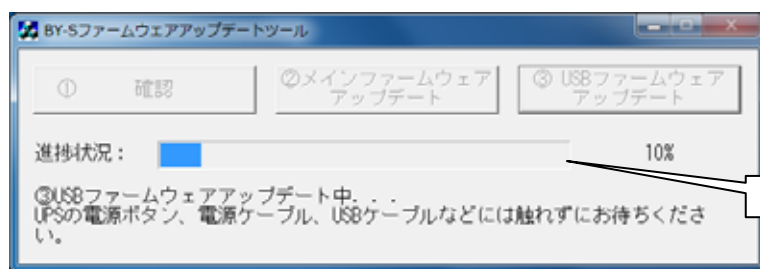 BY-Sファームウェアアップデートツール
① 確認
②メインファームウェア
アップデート
③ USBファームウェア
アップデート
進捗状況： 10%
③USBファームウェアアップデート中．．．
UPSの電源ボタン、電源ケーブル、USBケーブルなどには触れずにお待ちくださ
い。